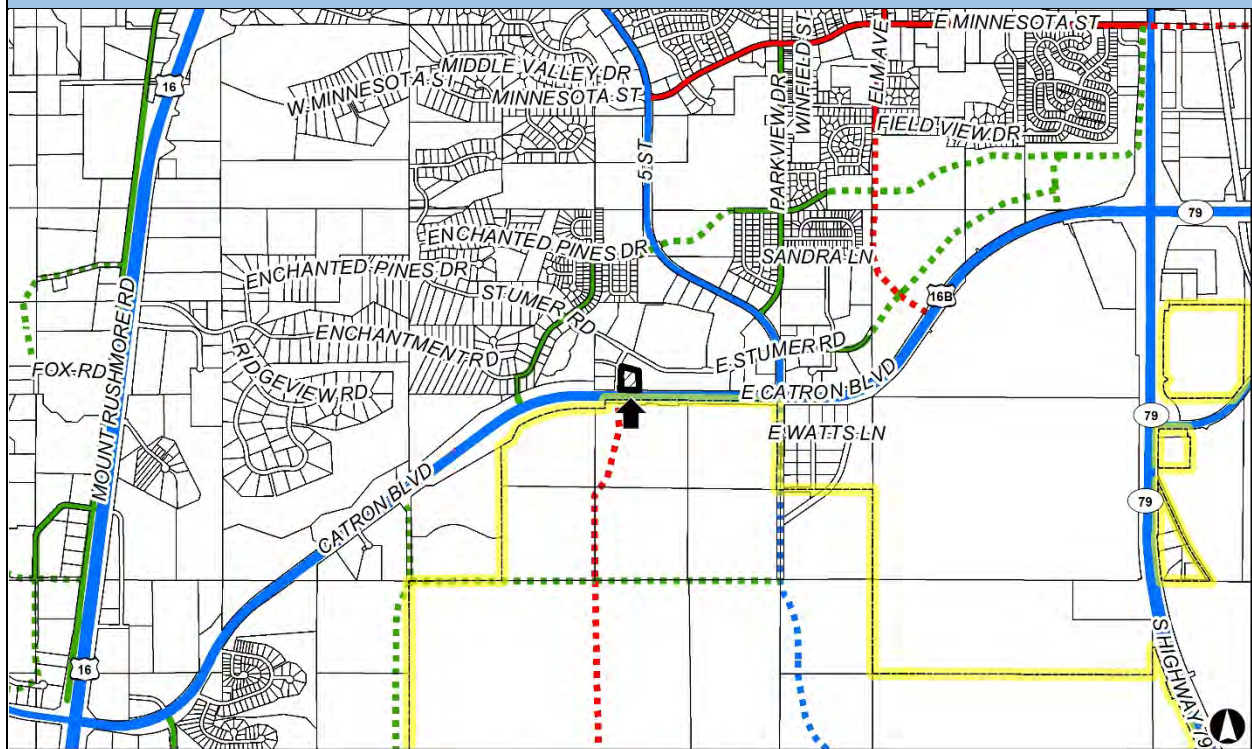 E MINNESOTA ST
16
W MINNESOTA ST
MIDDLE VALLEY DR
MINNESOTA ST
PARKVIEW DR
WINFIELD ST
ELM AVE
FIELD VIEW DR
5 ST
79
ENCHANTED PINES DR
ENCHANTED PINES DR
SANDRA LN
STUMER RD
16B
MOUNT RUSHMORE RD
ENCHANTMENT RD
FOX RD
RIDGEVIEW RD
E STUMER RD
E CATRON BLVD
79
E WATTS LN
CATRON BLVD
79
16
S HIGHWAY 79